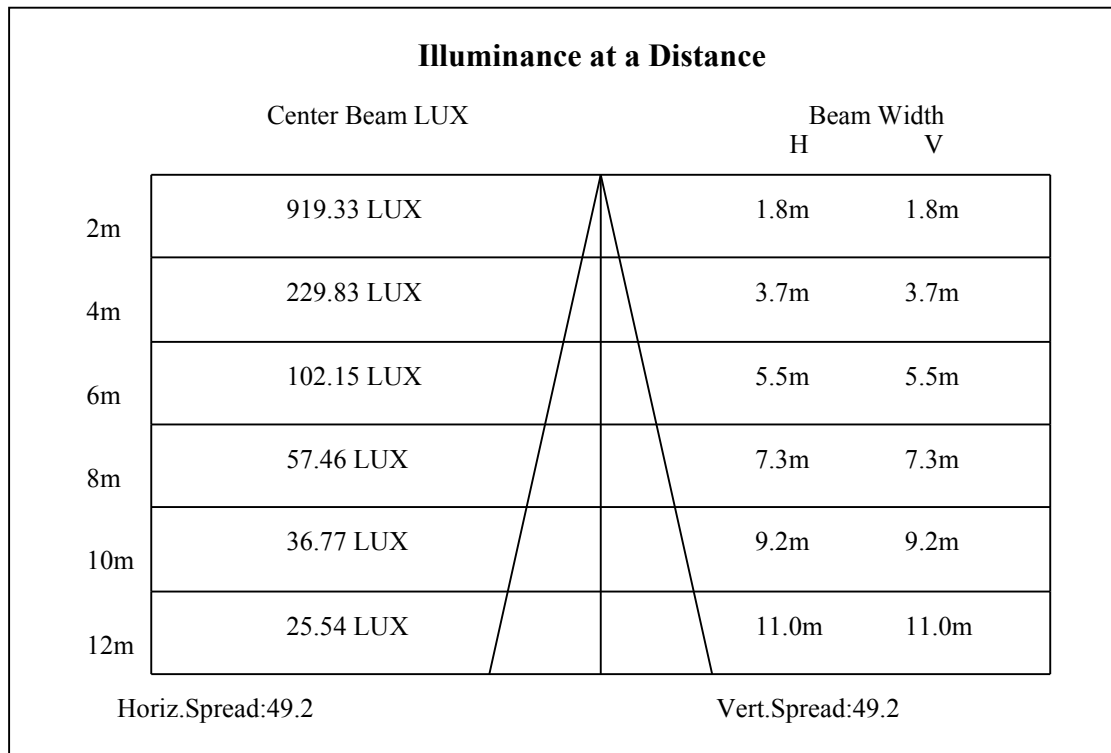 Illuminance at a Distance
Center Beam LUX Beam Width
H V
2m 919.33 LUX 1.8m 1.8m
4m 229.83 LUX 3.7m 3.7m
6m 102.15 LUX 5.5m 5.5m
8m 57.46 LUX 7.3m 7.3m
10m 36.77 LUX 9.2m 9.2m
12m 25.54 LUX 11.0m 11.0m
Horiz.Spread:49.2 Vert.Spread:49.2